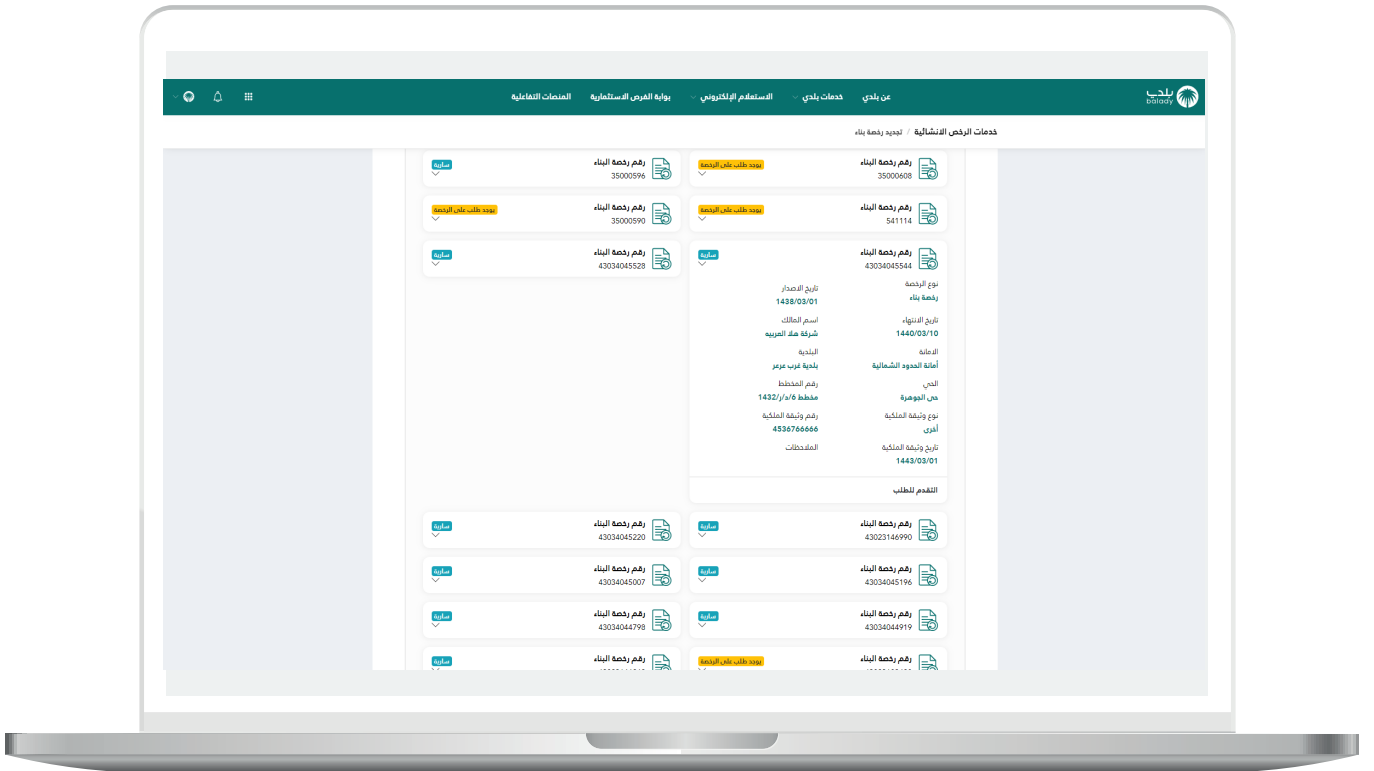 بلدي
balady
عن بلدي
خدمات بلدي
الاستعلام الإلكتروني
بوابة الفرص الاستثمارية
المنصات التفاعلية
خدمات الرخص الانشائية / تجديد رخصة بناء
رقم رخصة البناء
35000608
يوجد طلب على الرخصة
رقم رخصة البناء
35000596
سارية
رقم رخصة البناء
541114
يوجد طلب على الرخصة
رقم رخصة البناء
35000590
يوجد طلب على الرخصة
رقم رخصة البناء
43034045544
سارية
رقم رخصة البناء
43034045528
سارية
نوع الرخصة
رخصة بناء
تاريخ الاصدار
1438/03/01
تاريخ الانتهاء
1440/03/10
اسم المالك
شركة هلا العربيه
الامانة
أمانة الحدود الشمالية
البلدية
بلدية غرب عرعر
الحي
حى الجوهرة
رقم المخطط
مخطط 6/د/ر/1432
نوع وثيقة الملكية
أخرى
رقم وثيقة الملكية
4536766666
تاريخ وثيقة الملكية
1443/03/01
الملاحظات
التقدم للطلب
رقم رخصة البناء
43023146990
سارية
رقم رخصة البناء
43034045220
سارية
رقم رخصة البناء
43034045196
سارية
رقم رخصة البناء
43034045007
سارية
رقم رخصة البناء
43034044919
سارية
رقم رخصة البناء
43034044798
سارية
رقم رخصة البناء
يوجد طلب على الرخصة
رقم رخصة البناء
سارية